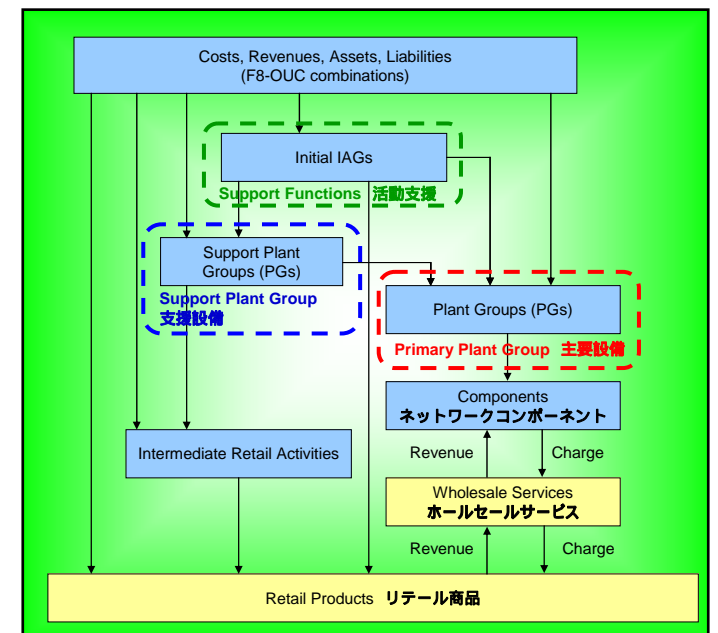 Costs, Revenues, Assets, Liabilities
(F8-OUC combinations)
Initial IAGs
Support Functions 活動支援
Support Plant
Groups (PGs)
Support Plant Group
支援設備
Plant Groups (PGs)
Primary Plant Group 主要設備
Components
ネットワークコンポーネント
Intermediate Retail Activities
Revenue Charge
Wholesale Services
ホールセールサービス
Revenue Charge
Retail Products リテール商品